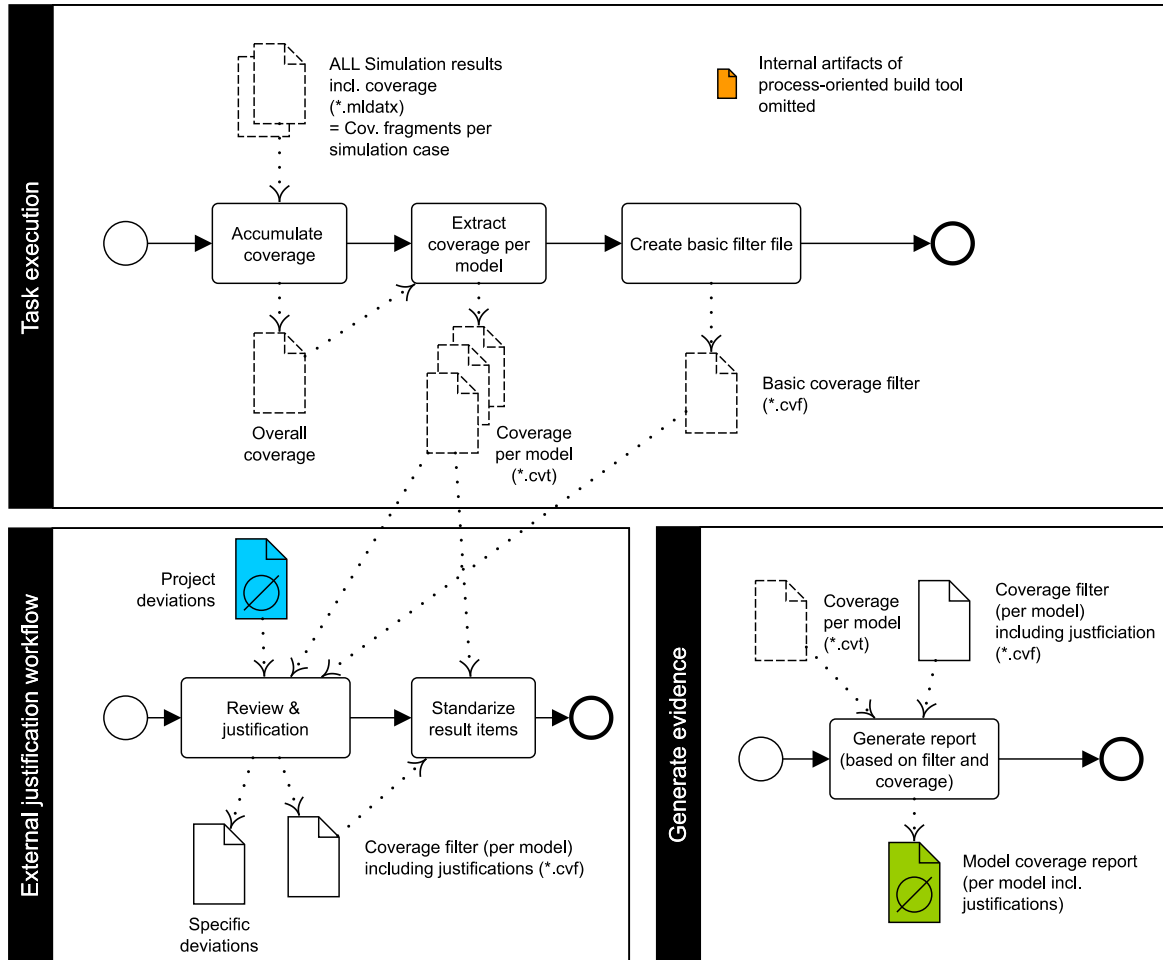 Task execution
ALL Simulation results
incl. coverage
(*.mldatx)
= Cov. fragments per
simulation case
Internal artifacts of
process-oriented build tool
omitted
Accumulate
coverage
Extract
coverage per
model
Create basic filter file
Overall
coverage
Coverage
per model
(*.cvt)
Basic coverage filter
(*.cvf)
External justification workflow
Project
deviations
Review &
justification
Standarize
result items
Specific
deviations
Coverage filter (per model)
including justifications (*.cvf)
Generate evidence
Coverage
per model
(*.cvt)
Coverage filter
(per model)
including justficiation
(*.cvf)
Generate report
(based on filter and
coverage)
Model coverage report
(per model incl.
justifications)